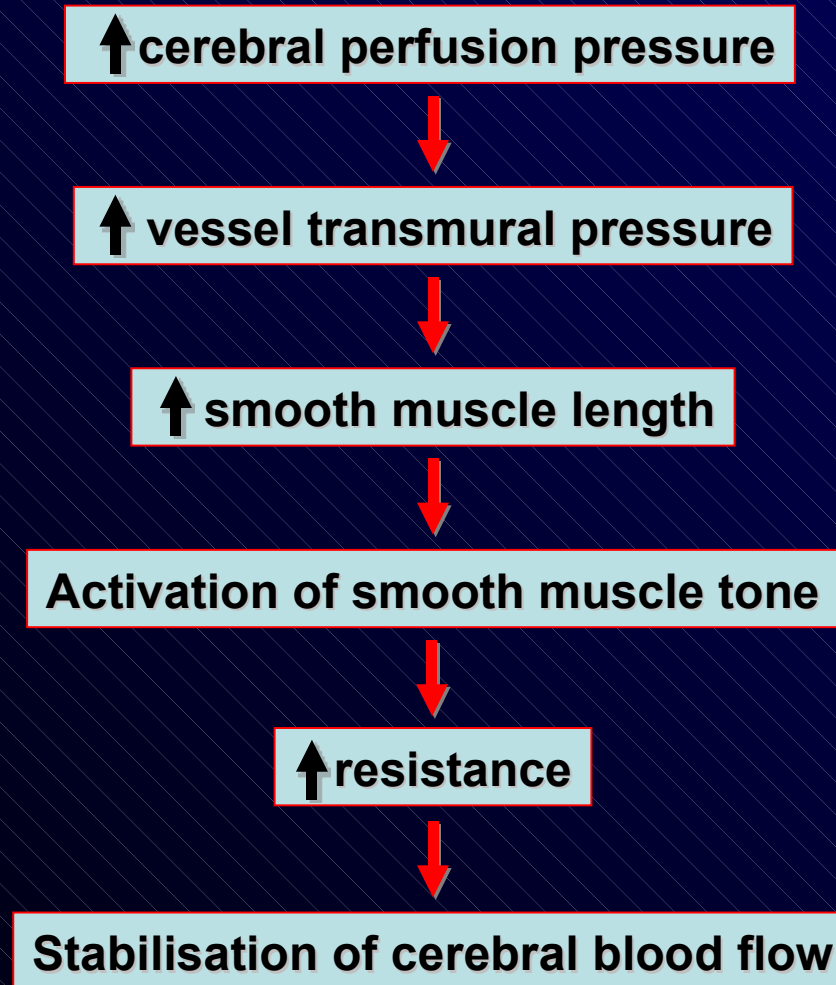 cerebral perfusion pressure
vessel transmural pressure
smooth muscle length
Activation of smooth muscle tone
resistance
Stabilisation of cerebral blood flow